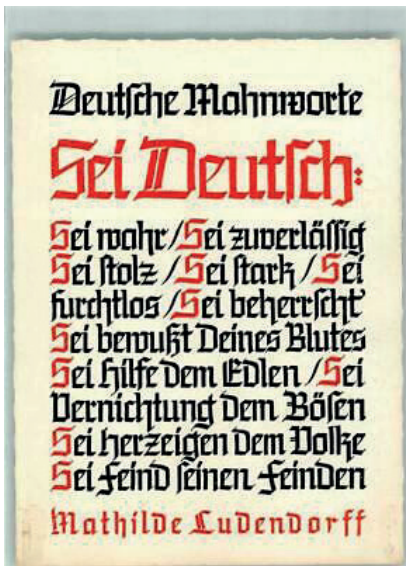 Deutsche Mahnworte
Sei Deutsch:
Sei wahr / Sei zuverlässig
Sei stolz / Sei stark / Sei
furchtlos / Sei beherrscht
Sei bewußt Deines Blutes
Sei Hilfe dem Edlen / Sei
Vernichtung dem Bösen
Sei herzeigen dem Volke
Sei Feind seinen Feinden
Mathilde Ludendorff